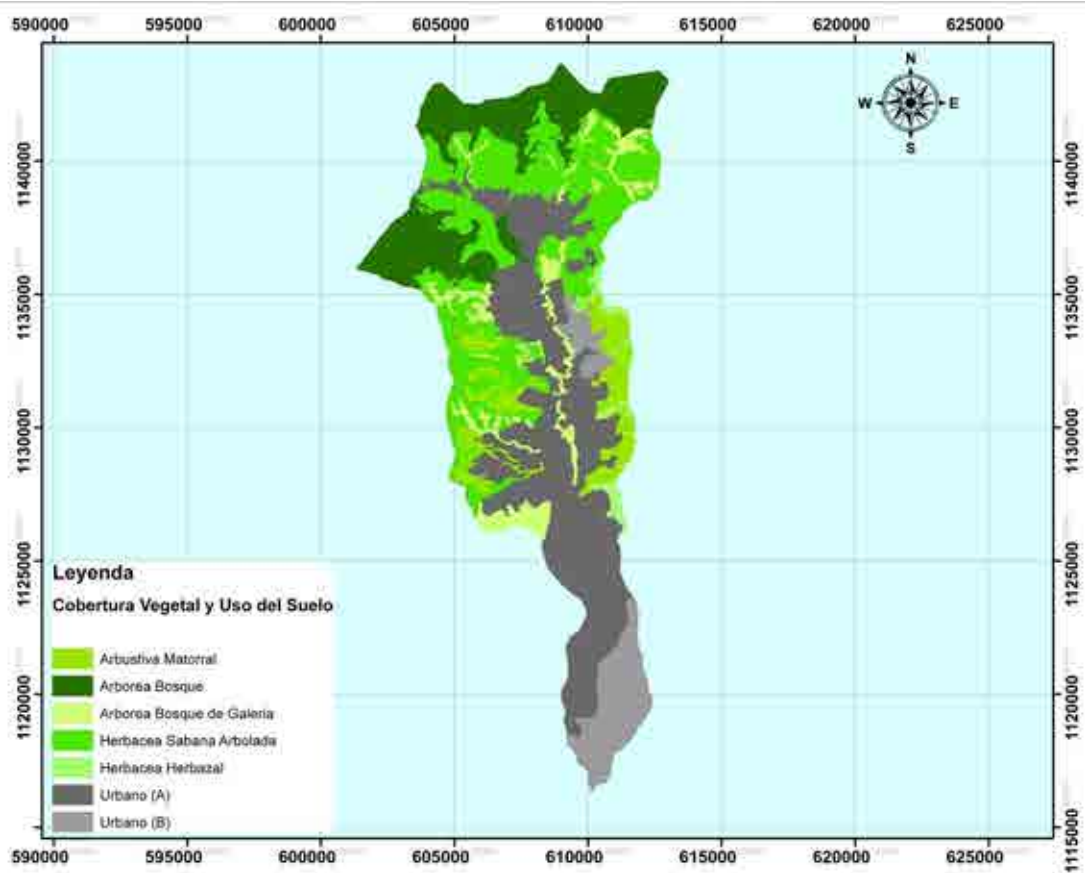 590000 595000 600000 605000 610000 615000 620000 625000
N
W E
S
1140000 1140000
1135000 1135000
1130000 1130000
1125000 1125000
1120000 1120000
1115000
Leyenda
Cobertura Vegetal y Uso del Suelo
Arbustiva Matorral
Arborea Bosque
Arborea Bosque de Galeria
Herbacea Sabana Arbolada
Herbacea Herbazal
Urbano (A)
Urbano (B)
590000 595000 600000 605000 610000 615000 620000 625000